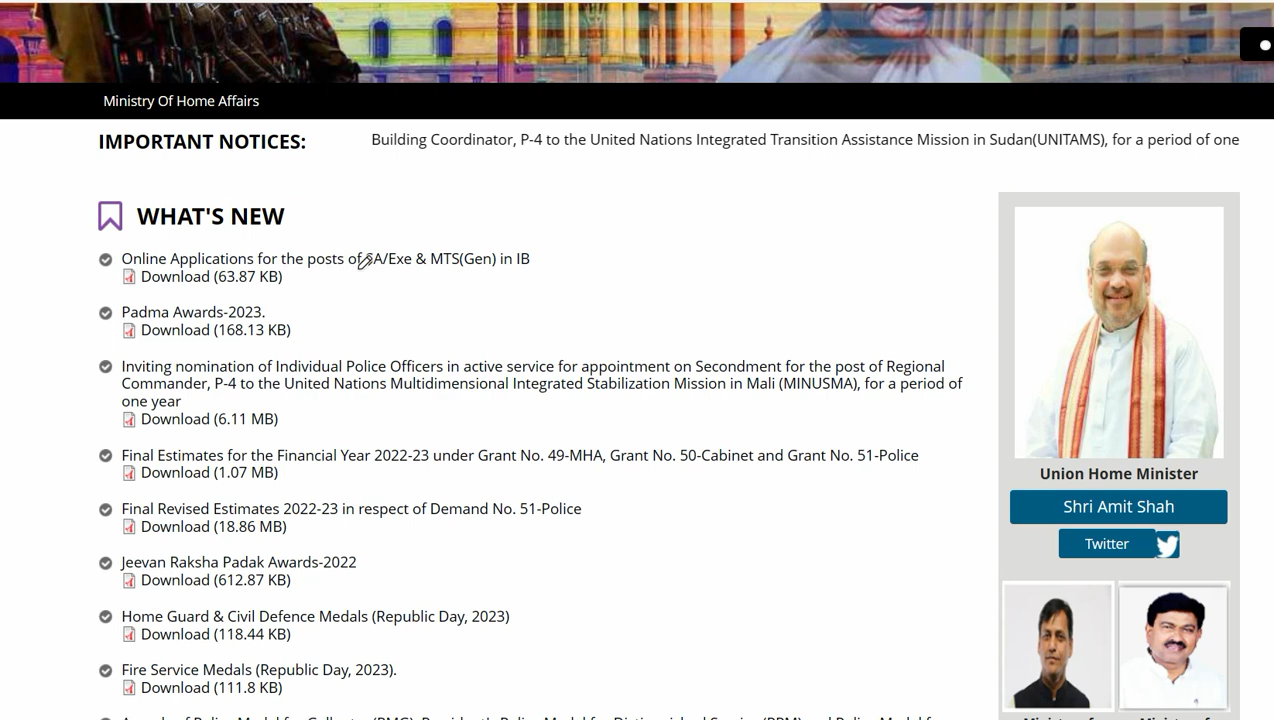 Ministry Of Home Affairs
IMPORTANT NOTICES:
Building Coordinator, P-4 to the United Nations Integrated Transition Assistance Mission in Sudan(UNITAMS), for a period of one
WHAT'S NEW
Online Applications for the posts of SA/Exe & MTS(Gen) in IB
Download (63.87 KB)
Padma Awards-2023.
Download (168.13 KB)
Inviting nomination of Individual Police Officers in active service for appointment on Secondment for the post of Regional
Commander, P-4 to the United Nations Multidimensional Integrated Stabilization Mission in Mali (MINUSMA), for a period of
one year
Download (6.11 MB)
Final Estimates for the Financial Year 2022-23 under Grant No. 49-MHA, Grant No. 50-Cabinet and Grant No. 51-Police
Download (1.07 MB)
Final Revised Estimates 2022-23 in respect of Demand No. 51-Police
Download (18.86 MB)
Jeevan Raksha Padak Awards-2022
Download (612.87 KB)
Home Guard & Civil Defence Medals (Republic Day, 2023)
Download (118.44 KB)
Fire Service Medals (Republic Day, 2023).
Download (111.8 KB)
Union Home Minister
Shri Amit Shah
Twitter